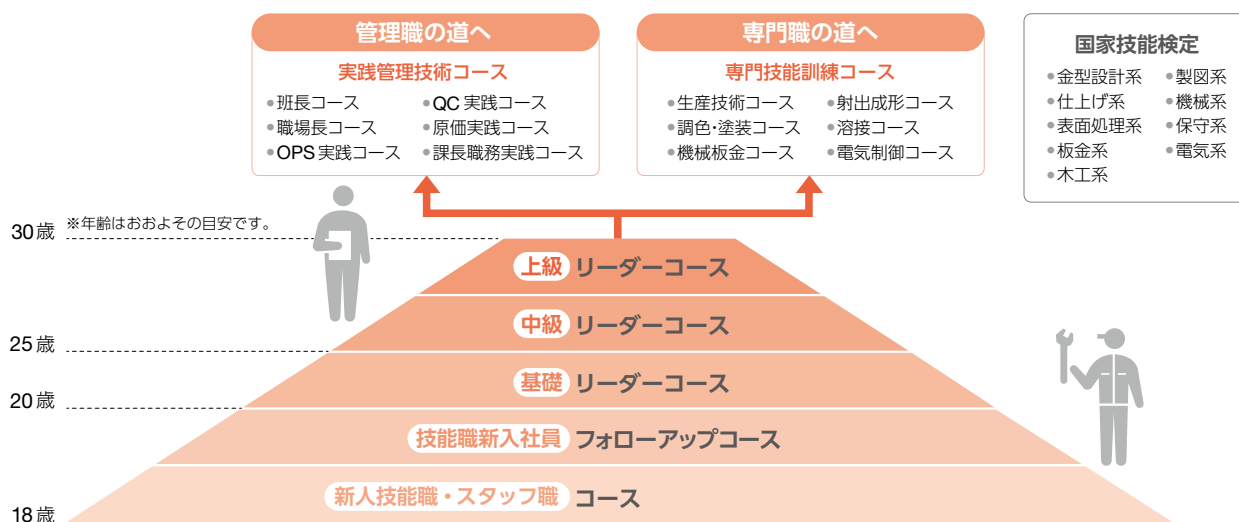 管理職の道へ
実践管理技術コース
•班長コース
•職場長コース
•OPS実践コース
•QC実践コース
•原価実践コース
•課長職務実践コース
専門職の道へ
専門技能訓練コース
•生産技術コース
•調色・塗装コース
•機械板金コース
•射出成形コース
•溶接コース
•電気制御コース
国家技能検定
•金型設計系
•仕上げ系
•表面処理系
•板金系
•木工系
•製図系
•機械系
•保守系
•電気系
30歳 ※年齢はおおよその目安です。
上級 リーダーコース
中級 リーダーコース
25歳
基礎 リーダーコース
20歳
技能職新入社員 フォローアップコース
新人技能職・スタッフ職 コース
18歳